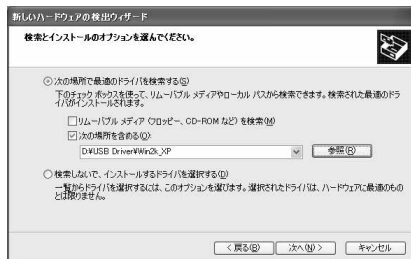 新しいハードウェアの検出ウィザード
検索とインストールのオプションを選んでください。
次の場所で最適のドライバを検索する(S)
下のチェック ボックスを使って、リムーバブル メディアやローカル パスから検索できます。検索された最適のドラ
イバがインストールされます。
リムーバブル メディア (フロッピー、CD-ROM など) を検索(M)
次の場所を含める(O):
D:¥USB Driver¥Win2k_XP
参照(R)
検索しないで、インストールするドライバを選択する(D)
一覧からドライバを選択するには、このオプションを選びます。選択されたドライバは、ハードウェアに最適のもの
とは限りません。
< 戻る(B) 次へ(N) > キャンセル